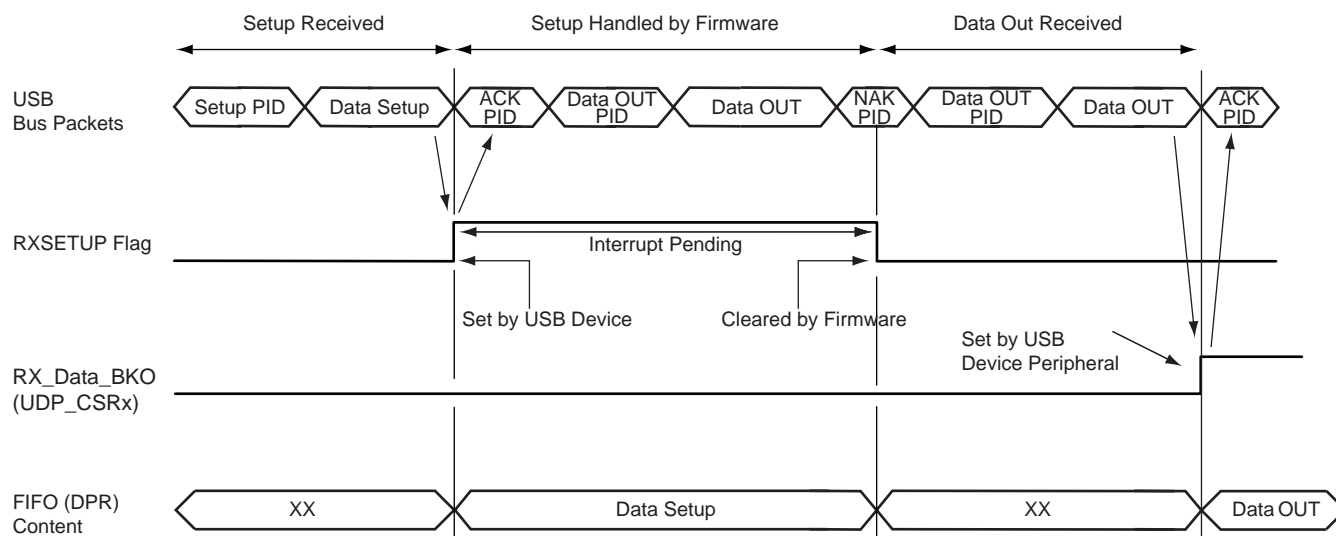 Setup Received
Setup Handled by Firmware
Data Out Received
USB
Bus Packets
Setup PID
Data Setup
ACK
PID
Data OUT
PID
Data OUT
NAK
PID
Data OUT
PID
Data OUT
ACK
PID
RXSETUP Flag
Interrupt Pending
Set by USB Device
Cleared by Firmware
Set by USB
Device Peripheral
RX_Data_BKO
(UDP_CSRx)
FIFO (DPR)
Content
XX
Data Setup
XX
Data OUT